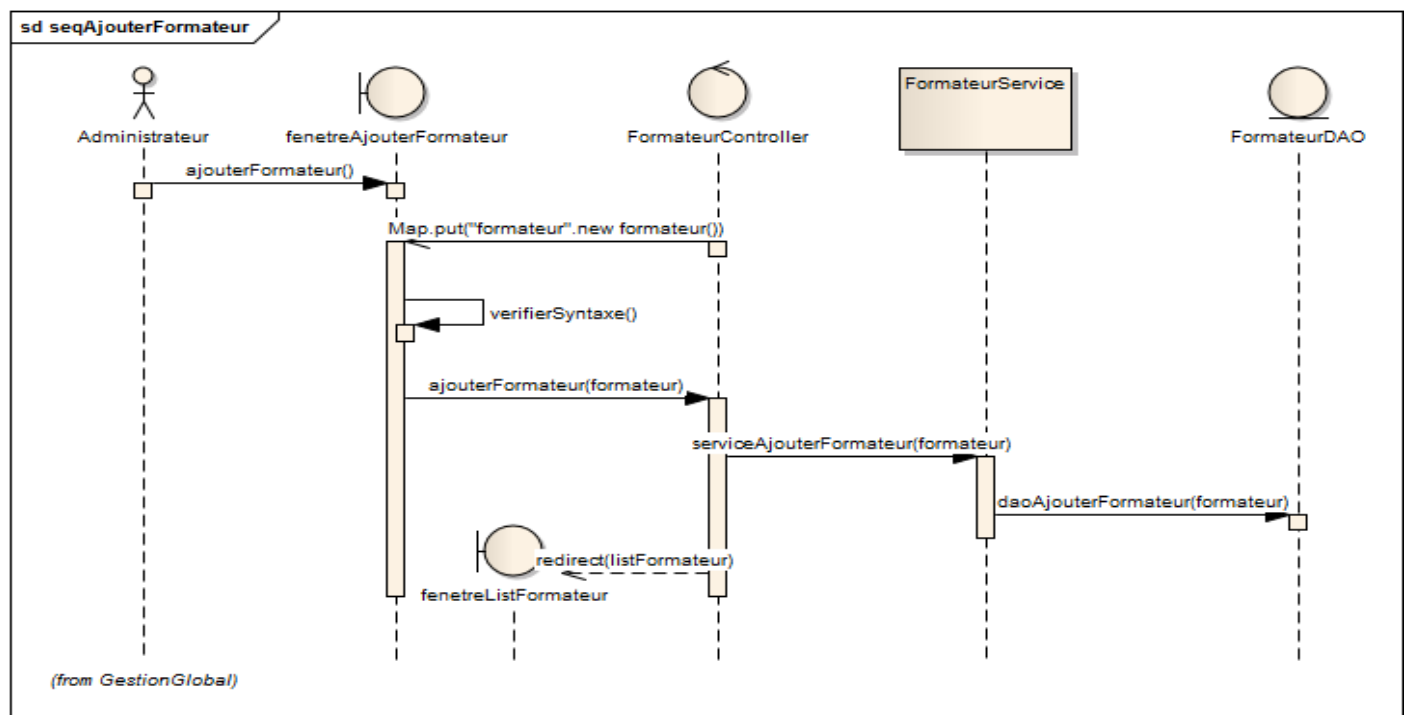 sd seqAjouterFormateur
Administrateur
fenetreAjouterFormateur
FormateurController
FormateurService
FormateurDAO
ajouterFormateur()
Map.put("formateur".new formateur())
verifierSyntaxe()
ajouterFormateur(formateur)
serviceAjouterFormateur(formateur)
daoAjouterFormateur(formateur)
redirect(listFormateur)
fenetreListFormateur
(from GestionGlobal)